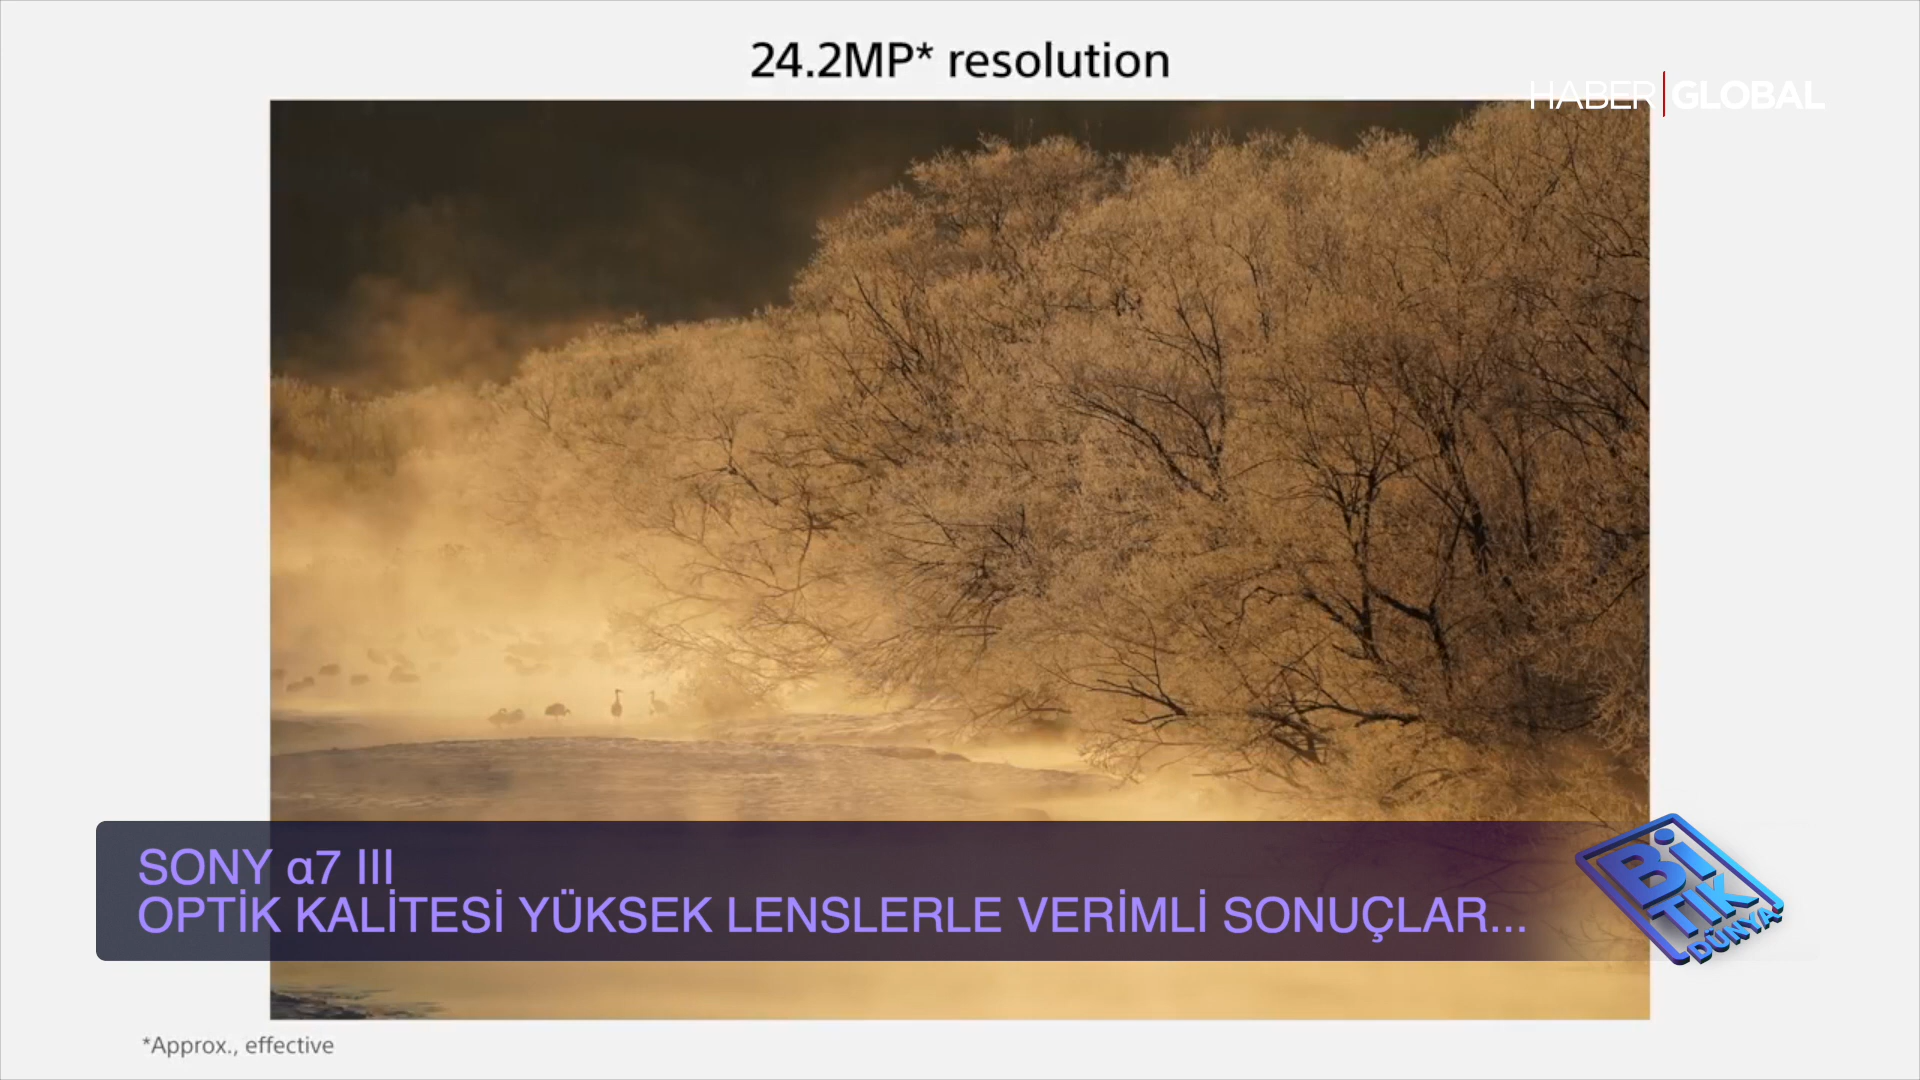 24.2MP* resolution
HABER GLOBAL
SONY α7 III
OPTİK KALİTESİ YÜKSEK LENSLERLE VERİMLİ SONUÇLAR...
Bİ
TIK
DÜNYA
*Approx., effective